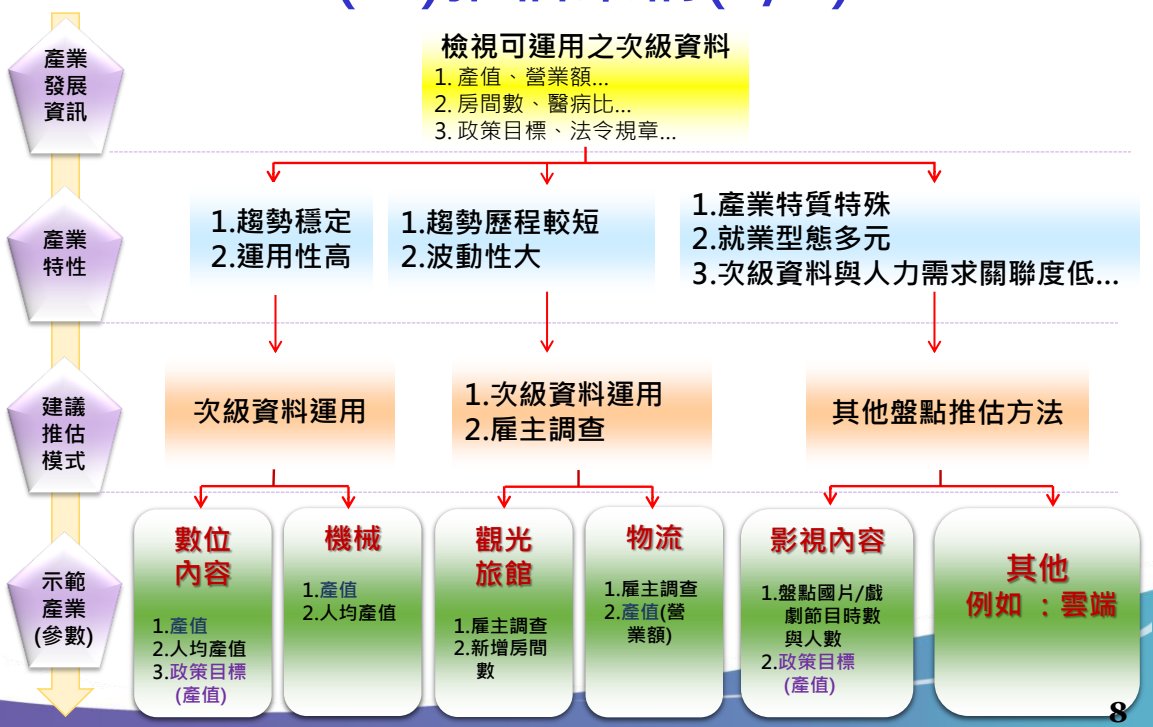 產業
發展
資訊
檢視可運用之次級資料
1. 產值、營業額...
2. 房間數、醫病比...
3. 政策目標、法令規章...
產業
特性
1.趨勢穩定
2.運用性高
1.趨勢歷程較短
2.波動性大
1.產業特質特殊
2.就業型態多元
3.次級資料與人力需求關聯度低...
建議
推估
模式
次級資料運用
1.次級資料運用
2.雇主調查
其他盤點推估方法
示範
產業
(參數)
數位
內容
1.產值
2.人均產值
3.政策目標
(產值)
機械
1.產值
2.人均產值
觀光
旅館
1.雇主調查
2.新增房間
數
物流
1.雇主調查
2.產值(營
業額)
影視內容
1.盤點國片/戲
劇節目時數
與人數
2.政策目標
(產值)
其他
例如 ：雲端
8